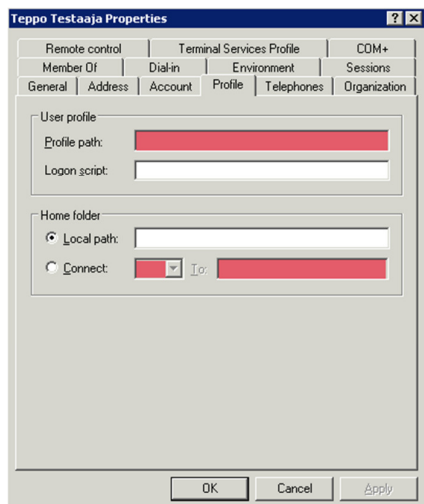 Teppo Testaaja Properties
Remote control Terminal Services Profile COM+
Member Of Dial-in Environment Sessions
General Address Account Profile Telephones Organization
User profile
Profile path:
Logon script:
Home folder
Local path:
Connect: To:
OK Cancel Apply